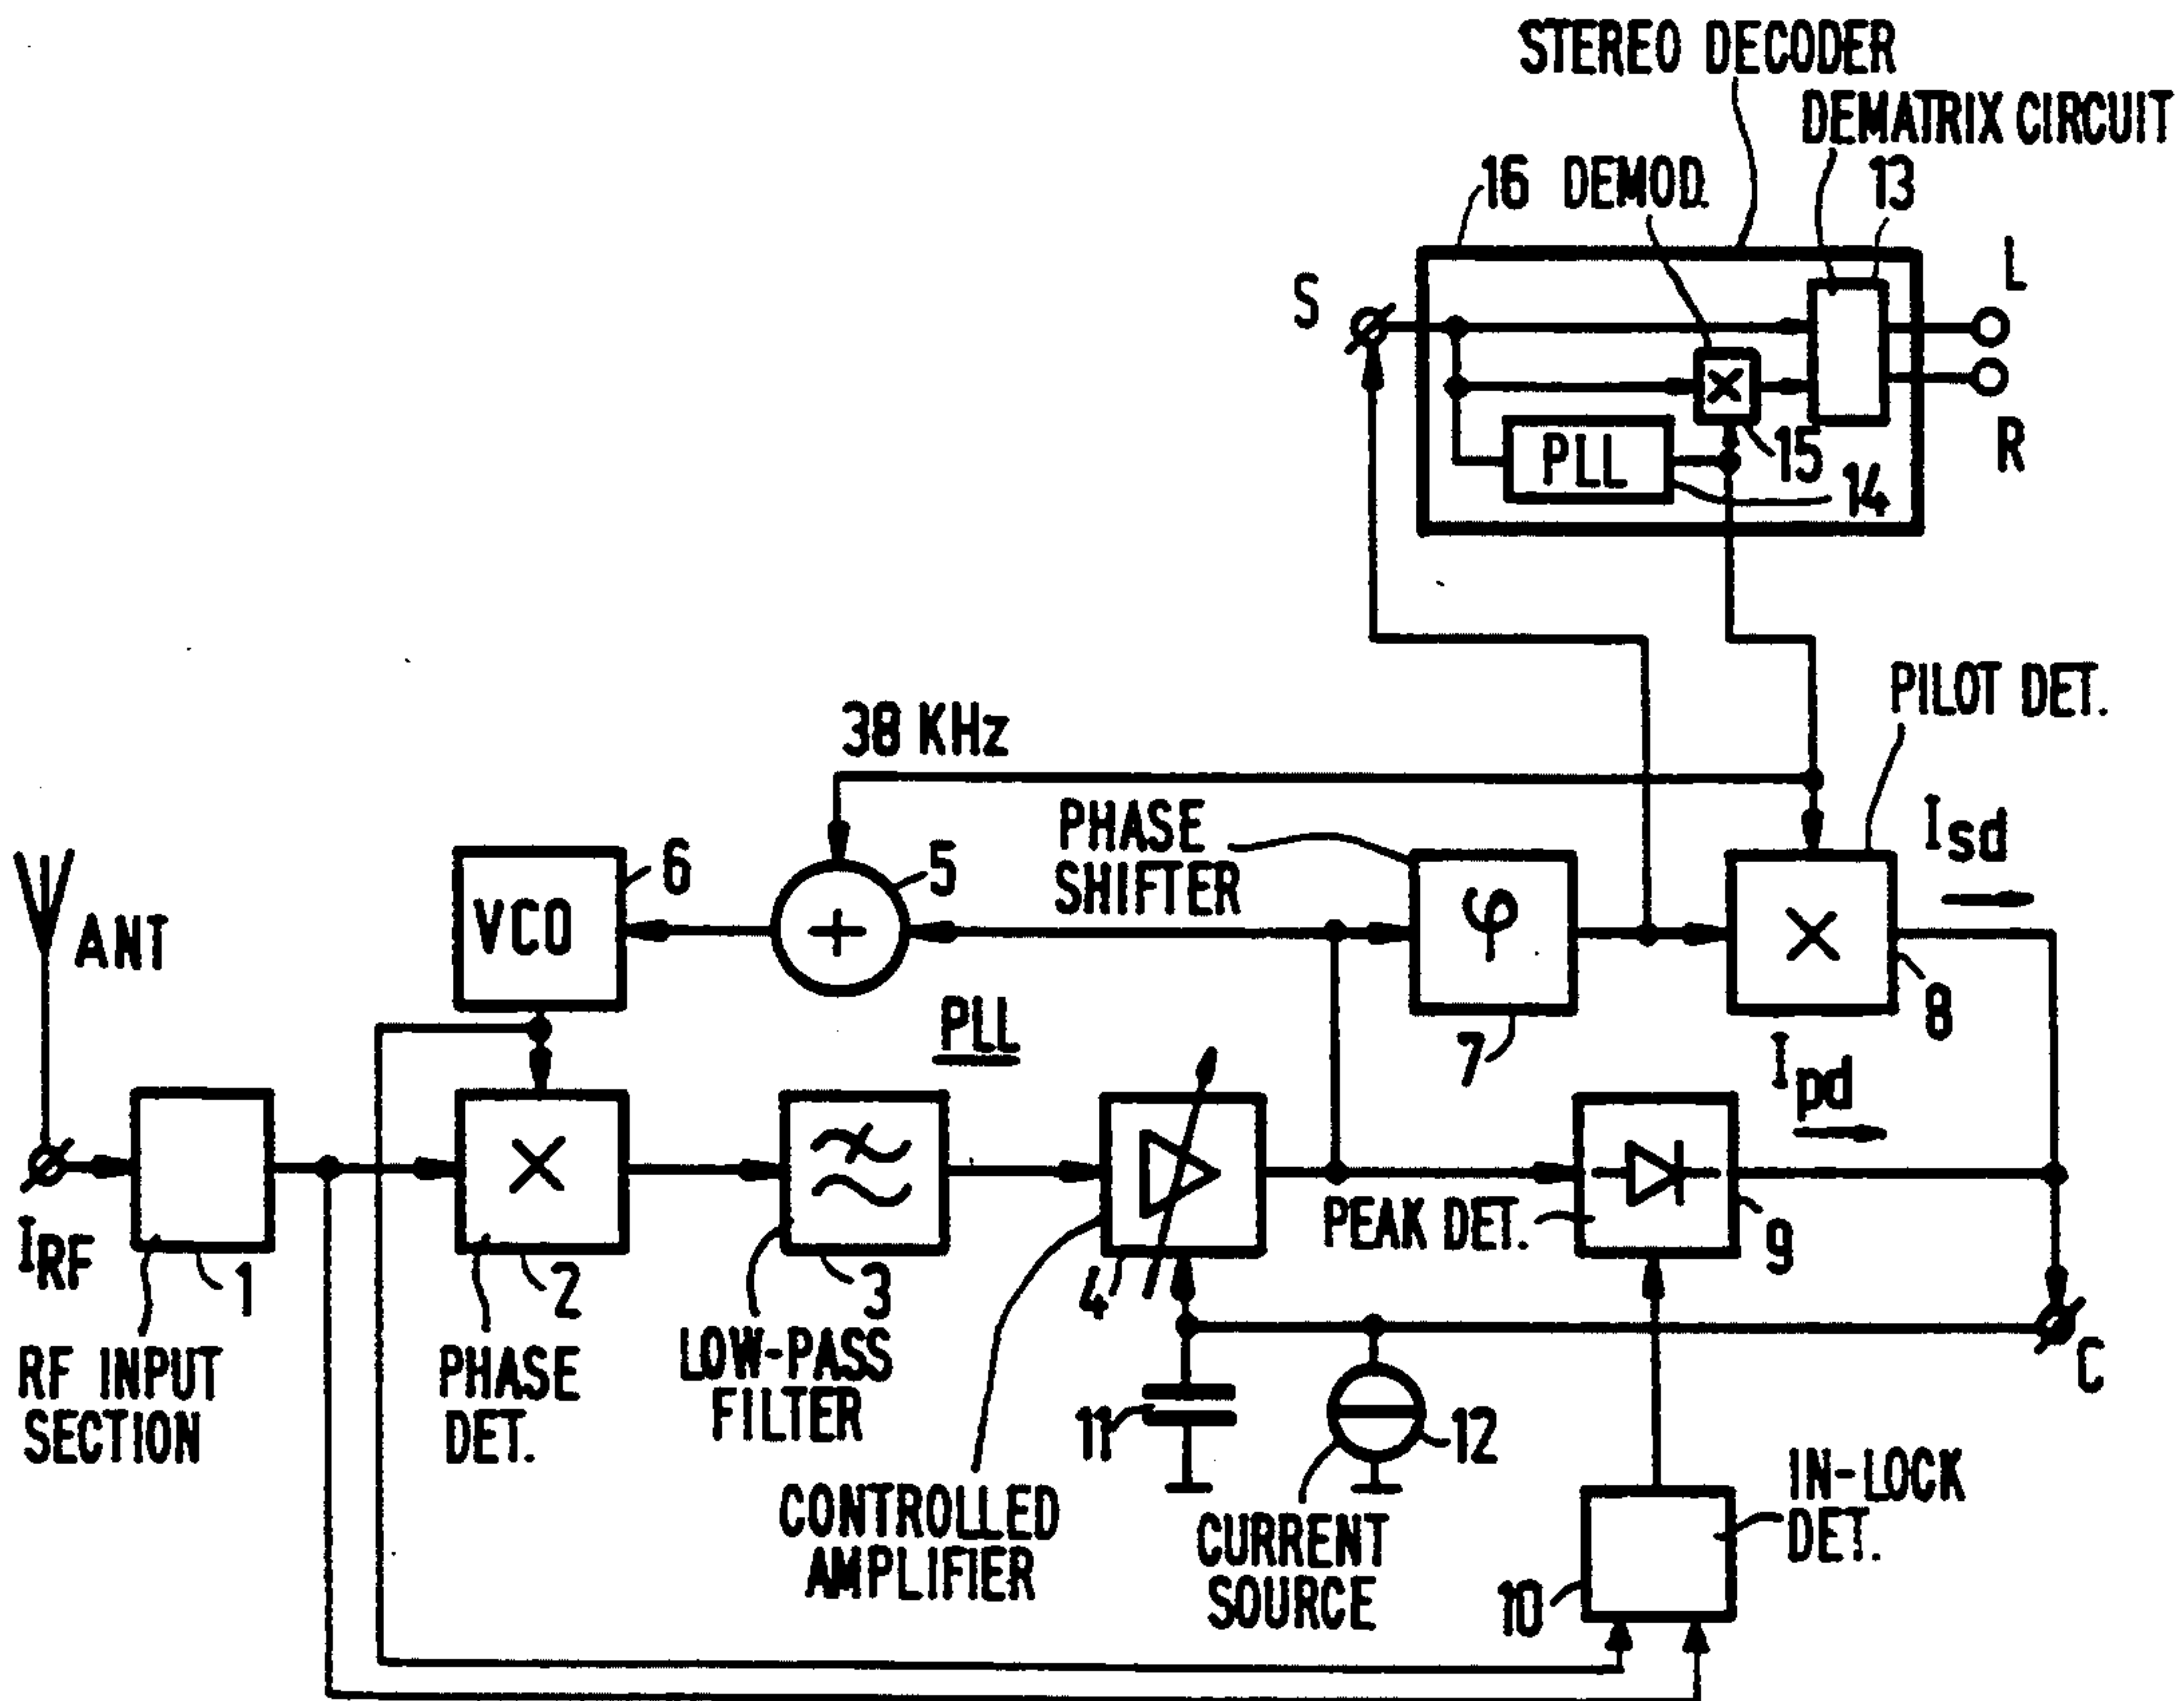 STEREO DECODER
DEMATRIX CIRCUIT
16 DEMOD.
13
S
L
X
PLL
15
14
R
PILOT DET.
38 KHz
PHASE
SHIFTER
Isd
6
5
VCO
+
φ
X
ANT
PLL
7
8
Ipd
X
IRF
1
2
3
4
PEAK DET.
9
RF INPUT
SECTION
PHASE
DET.
LOW-PASS
FILTER
C
11
12
CONTROLLED
AMPLIFIER
CURRENT
SOURCE
IN-LOCK
DET.
10